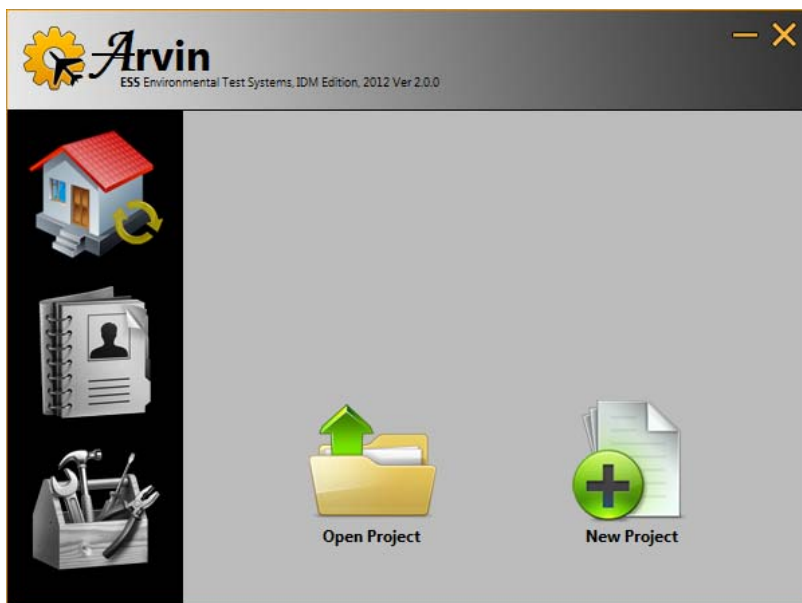 Arvin
ESS Environmental Test Systems, IDM Edition, 2012 Ver 2.0.0
Open Project
New Project